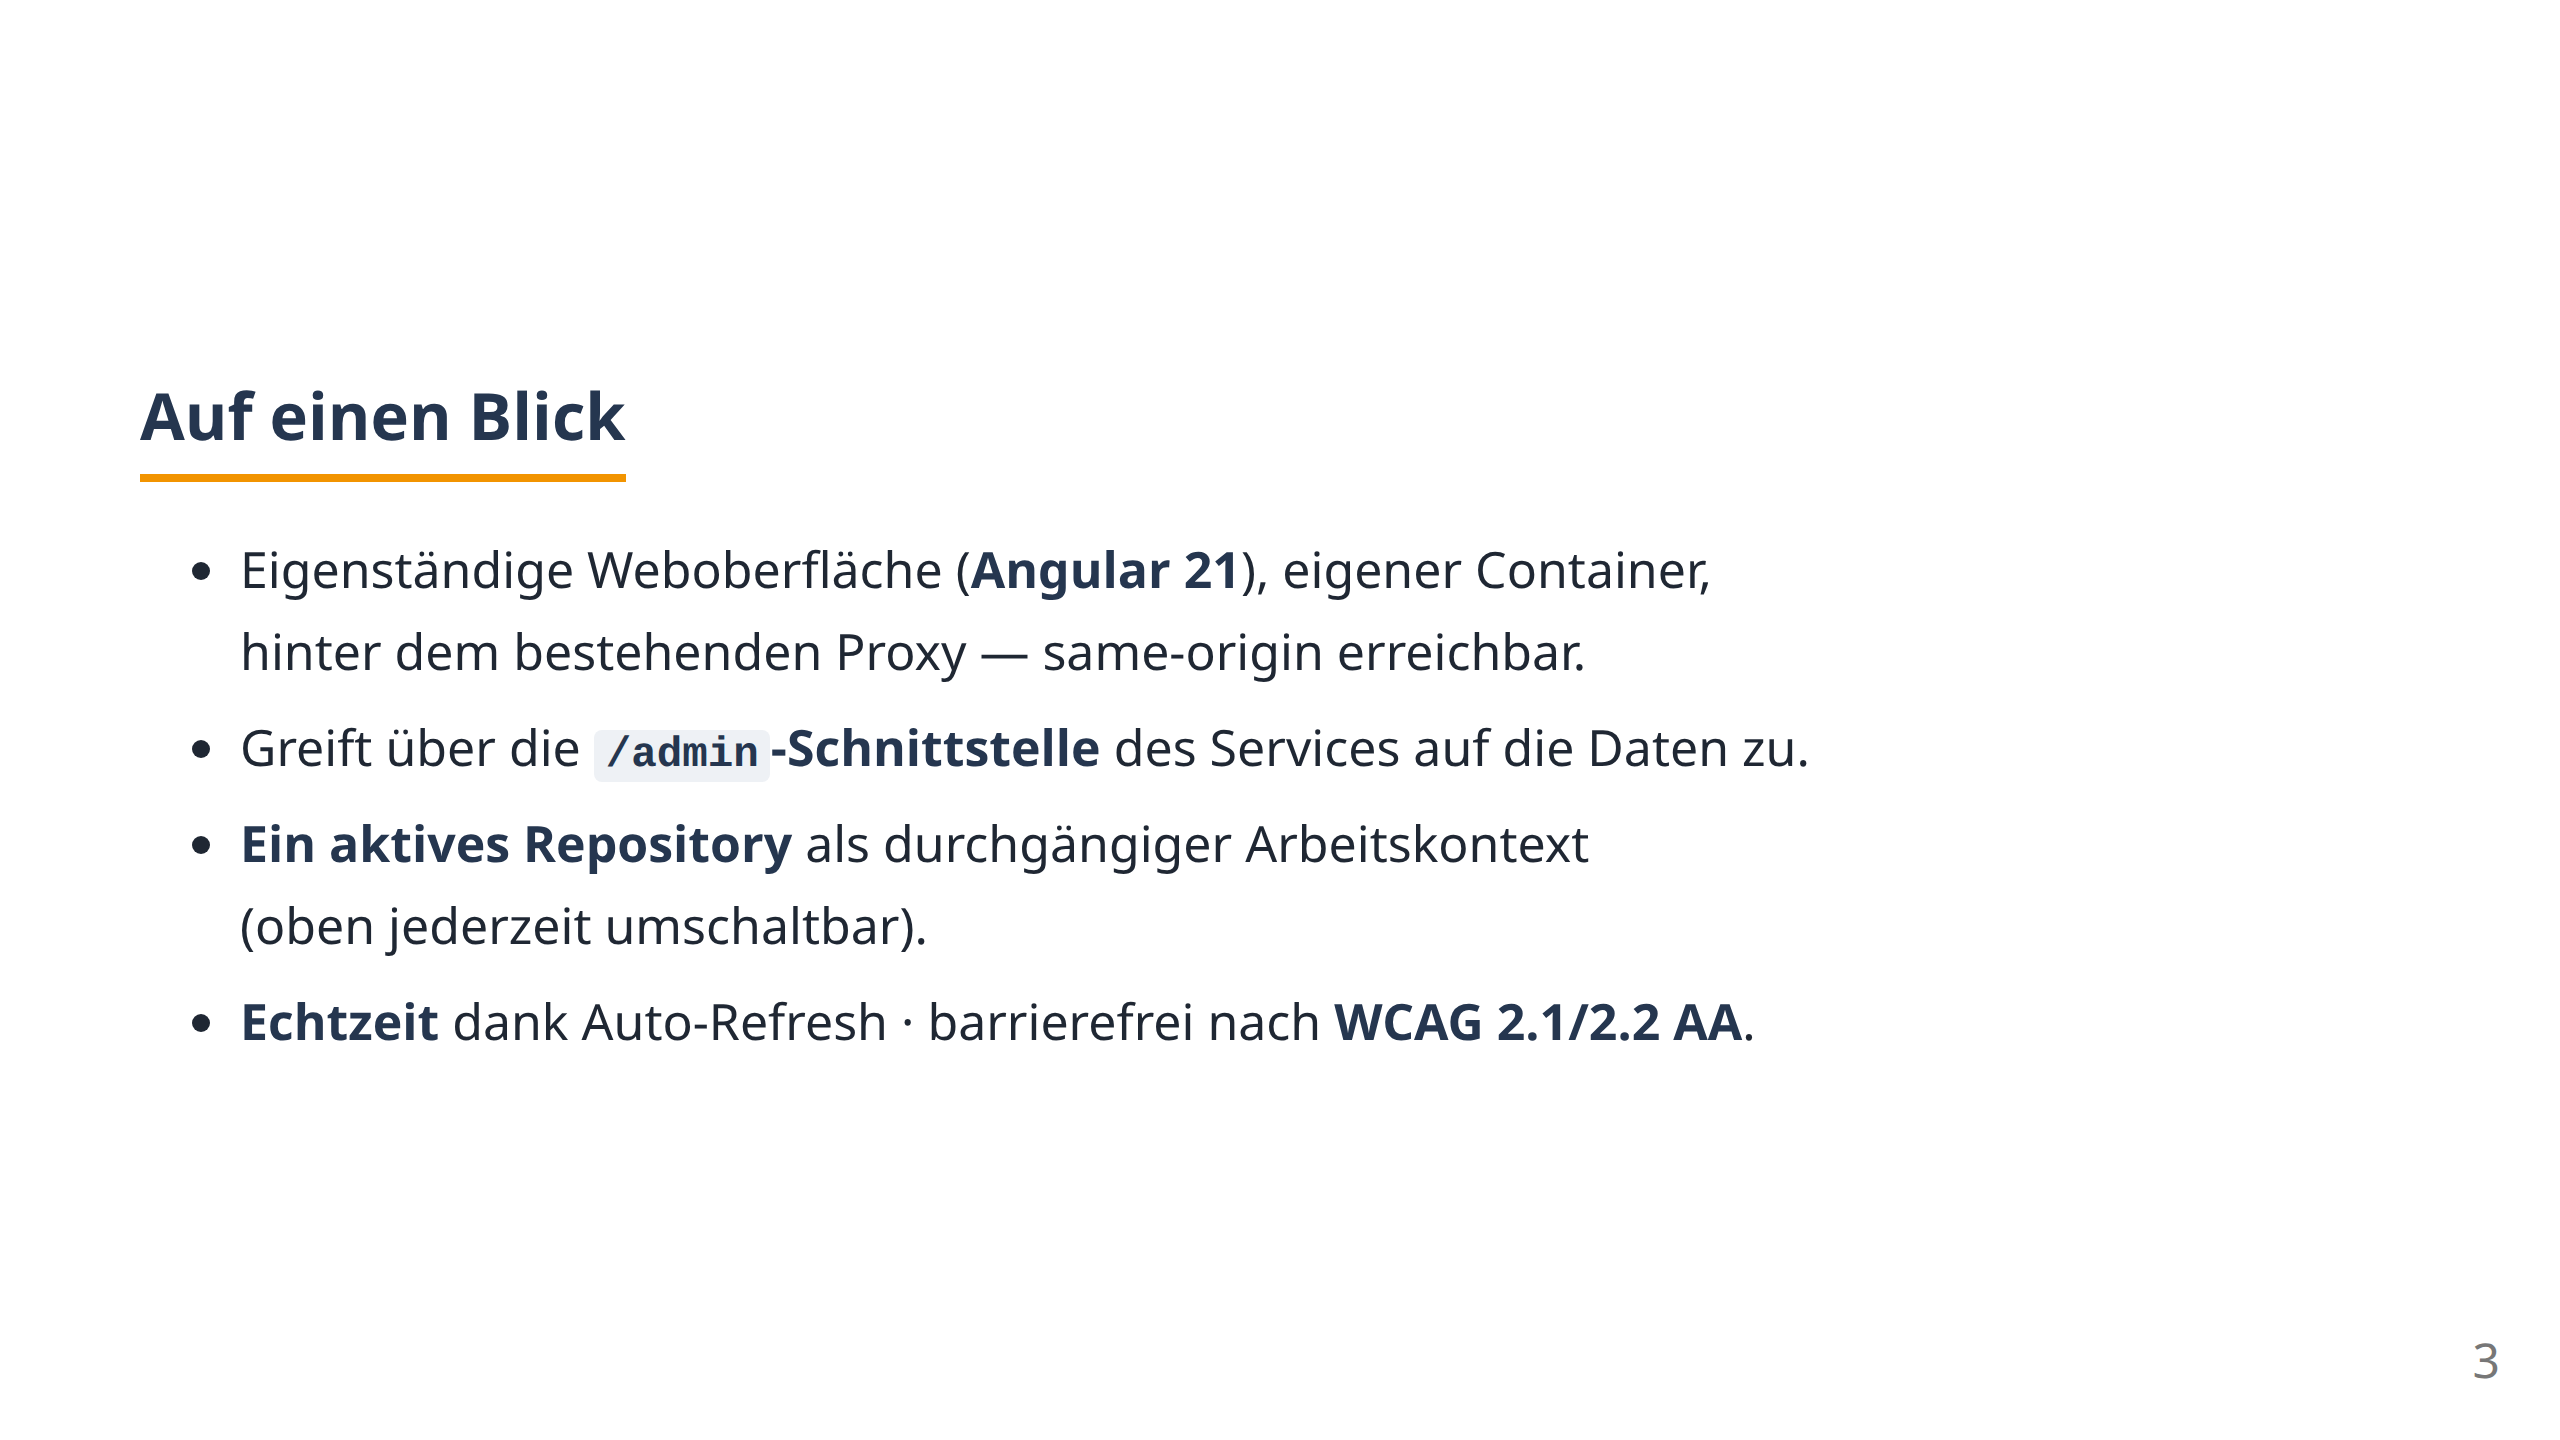 Auf einen Blick
• Eigenständige Weboberfläche (Angular 21), eigener Container,
hinter dem bestehenden Proxy — same-origin erreichbar.
• Greift über die /admin-Schnittstelle des Services auf die Daten zu.
• Ein aktives Repository als durchgängiger Arbeitskontext
(oben jederzeit umschaltbar).
• Echtzeit dank Auto-Refresh · barrierefrei nach WCAG 2.1/2.2 AA.
3